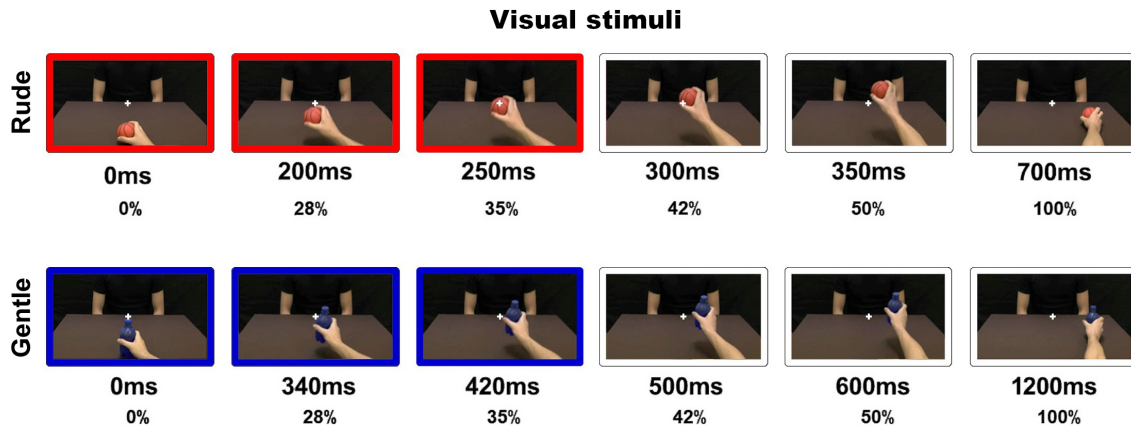 Visual stimuli
Rude
0ms 200ms 250ms 300ms 350ms 700ms
0% 28% 35% 42% 50% 100%
Gentle
0ms 340ms 420ms 500ms 600ms 1200ms
0% 28% 35% 42% 50% 100%